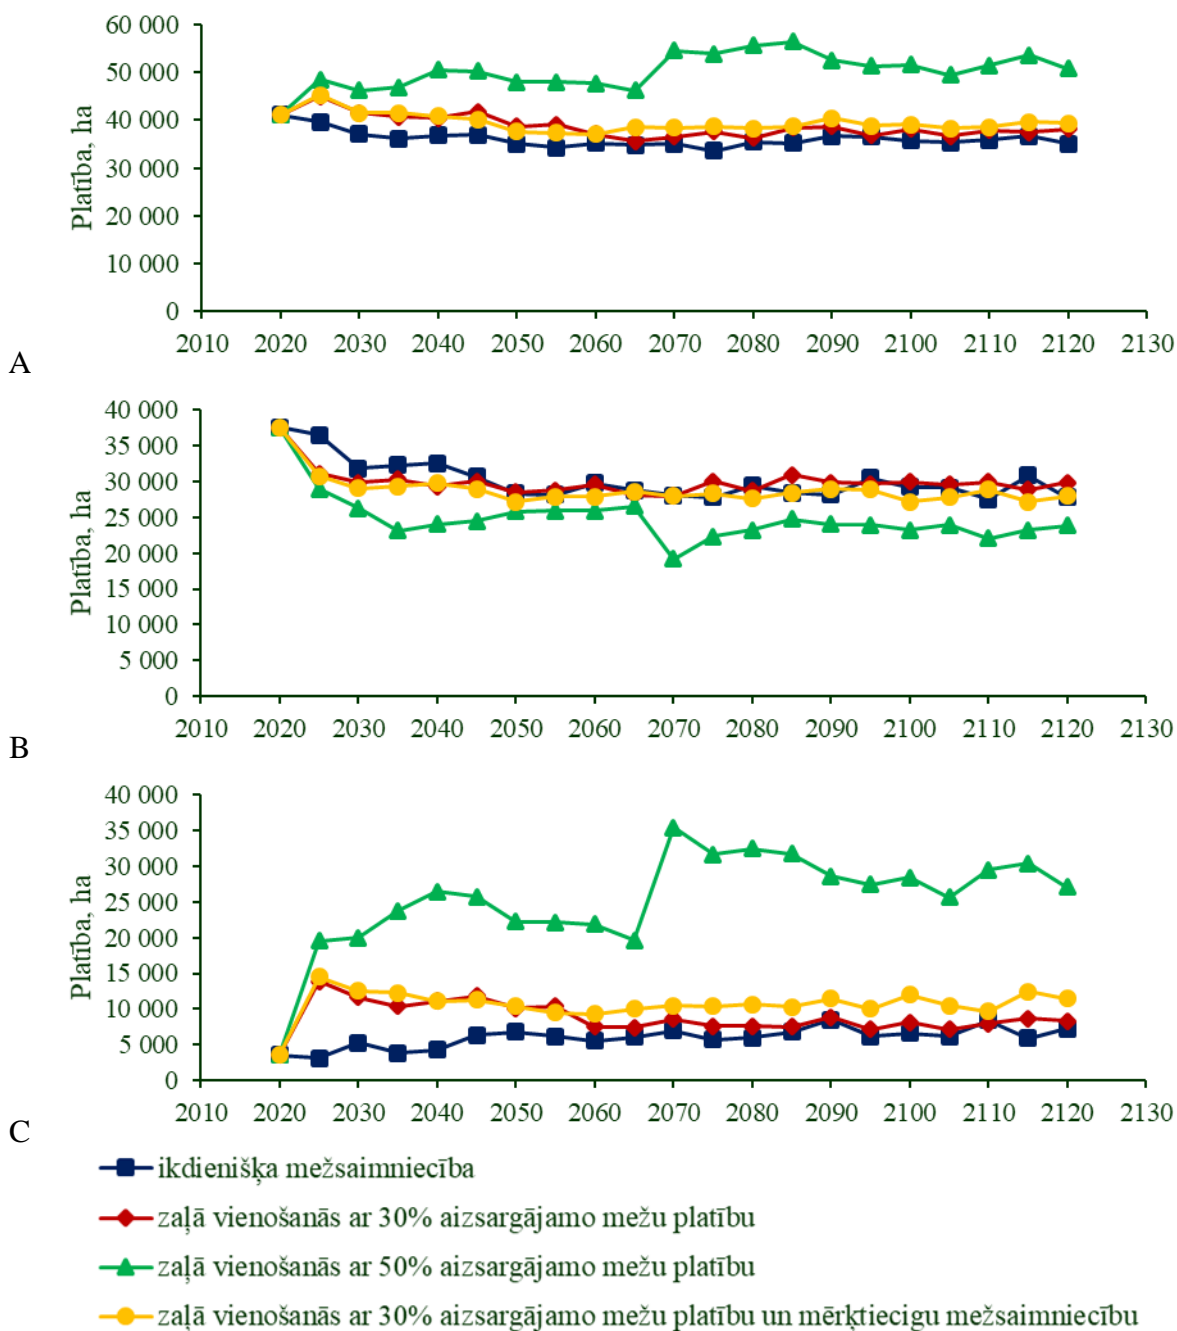 60 000
50 000
40 000
30 000
20 000
10 000
0
Platība, ha
2010 2020 2030 2040 2050 2060 2070 2080 2090 2100 2110 2120 2130
A
40 000
35 000
30 000
25 000
20 000
15 000
10 000
5 000
0
Platība, ha
2010 2020 2030 2040 2050 2060 2070 2080 2090 2100 2110 2120 2130
B
40 000
35 000
30 000
25 000
20 000
15 000
10 000
5 000
0
Platība, ha
2010 2020 2030 2040 2050 2060 2070 2080 2090 2100 2110 2120 2130
C
ikdienišķa mežsaimniecība
zaļā vienošanās ar 30% aizsargājamo mežu platību
zaļā vienošanās ar 50% aizsargājamo mežu platību
zaļā vienošanās ar 30% aizsargājamo mežu platību un mērķtiecigu mežsaimniecību